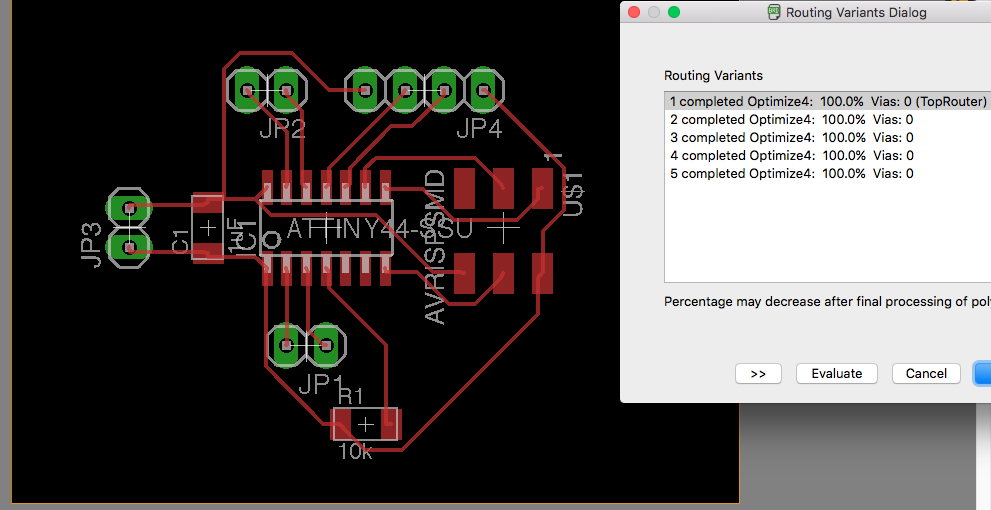 Routing Variants Dialog
Routing Variants
1 completed Optimize4: 100.0% Vias: 0 (TopRouter)
2 completed Optimize4: 100.0% Vias: 0
3 completed Optimize4: 100.0% Vias: 0
4 completed Optimize4: 100.0% Vias: 0
5 completed Optimize4: 100.0% Vias: 0
Percentage may decrease after final processing of pol
>>
Evaluate
Cancel
JP2
JP4
1
US1
AVRISPSMD
JP3
C1
1uF
IC1
ATTINY44-SSU
JP1
R1
10k